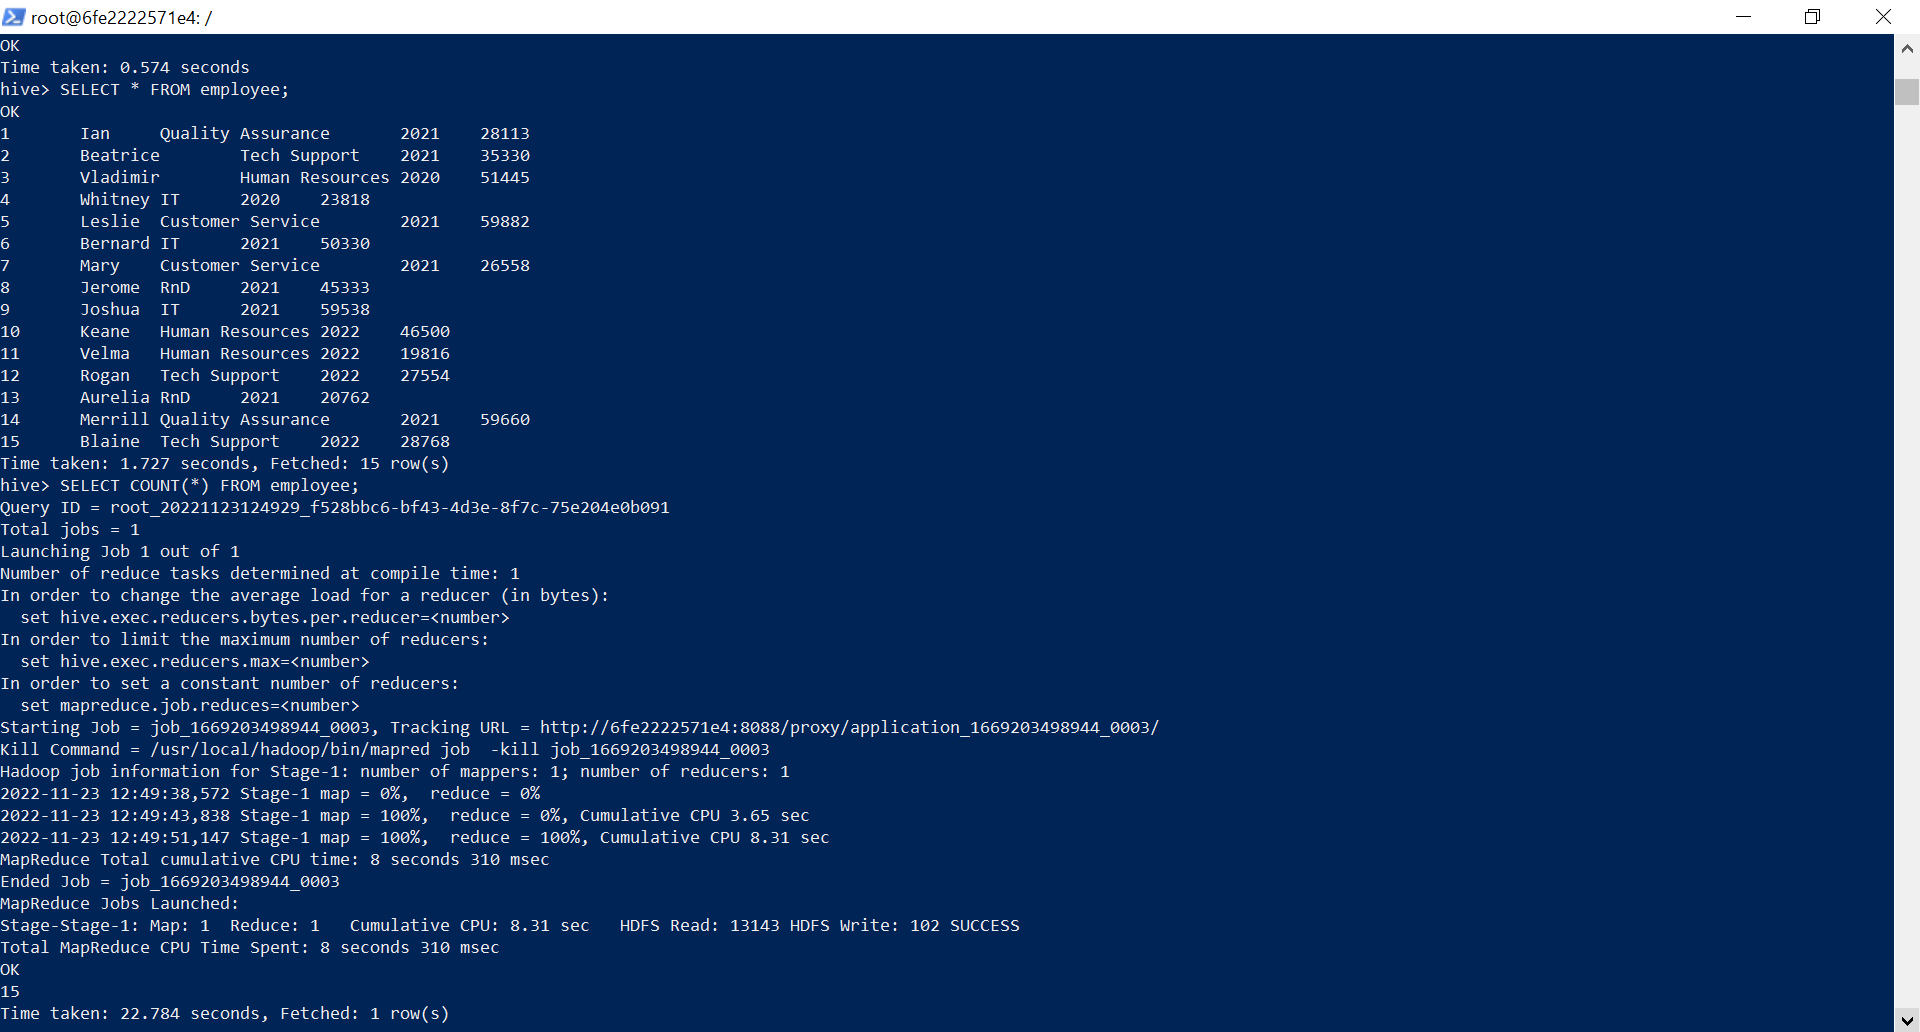 root@6fe2222571e4: /
OK
Time taken: 0.574 seconds
hive> SELECT * FROM employee;
OK
1       Ian     Quality Assurance       2021    28113
2       Beatrice        Tech Support    2021    35330
3       Vladimir        Human Resources 2020    51445
4       Whitney IT      2020    23818
5       Leslie  Customer Service        2021    59882
6       Bernard IT      2021    50330
7       Mary    Customer Service        2021    26558
8       Jerome  RnD     2021    45333
9       Joshua  IT      2021    59538
10      Keane   Human Resources 2022    46500
11      Velma   Human Resources 2022    19816
12      Rogan   Tech Support    2022    27554
13      Aurelia RnD     2021    20762
14      Merrill Quality Assurance       2021    59660
15      Blaine  Tech Support    2022    28768
Time taken: 1.727 seconds, Fetched: 15 row(s)
hive> SELECT COUNT(*) FROM employee;
Query ID = root_20221123124929_f528bbc6-bf43-4d3e-8f7c-75e204e0b091
Total jobs = 1
Launching Job 1 out of 1
Number of reduce tasks determined at compile time: 1
In order to change the average load for a reducer (in bytes):
  set hive.exec.reducers.bytes.per.reducer=<number>
In order to limit the maximum number of reducers:
  set hive.exec.reducers.max=<number>
In order to set a constant number of reducers:
  set mapreduce.job.reduces=<number>
Starting Job = job_1669203498944_0003, Tracking URL = http://6fe2222571e4:8088/proxy/application_1669203498944_0003/
Kill Command = /usr/local/hadoop/bin/mapred job  -kill job_1669203498944_0003
Hadoop job information for Stage-1: number of mappers: 1; number of reducers: 1
2022-11-23 12:49:38,572 Stage-1 map = 0%,  reduce = 0%
2022-11-23 12:49:43,838 Stage-1 map = 100%,  reduce = 0%, Cumulative CPU 3.65 sec
2022-11-23 12:49:51,147 Stage-1 map = 100%,  reduce = 100%, Cumulative CPU 8.31 sec
MapReduce Total cumulative CPU time: 8 seconds 310 msec
Ended Job = job_1669203498944_0003
MapReduce Jobs Launched:
Stage-Stage-1: Map: 1  Reduce: 1   Cumulative CPU: 8.31 sec   HDFS Read: 13143 HDFS Write: 102 SUCCESS
Total MapReduce CPU Time Spent: 8 seconds 310 msec
OK
15
Time taken: 22.784 seconds, Fetched: 1 row(s)